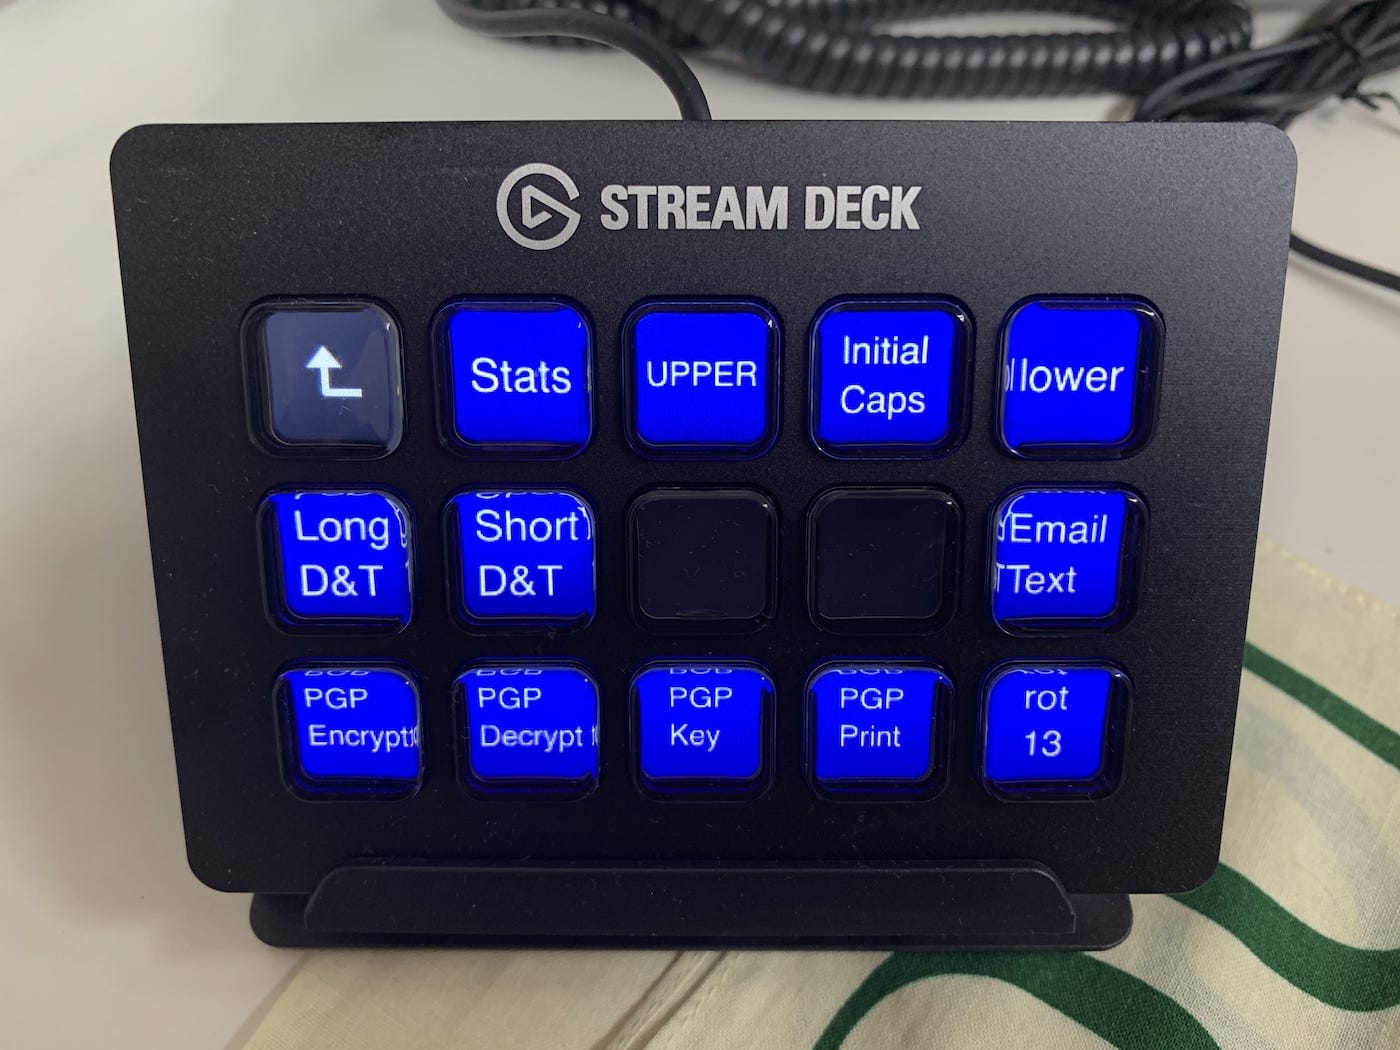 STREAM DECK
Stats
UPPER
Initial
Caps
lower
Long
D&T
Short
D&T
Email
Text
PGP
Encrypt
PGP
Decrypt
PGP
Key
PGP
Print
rot
13